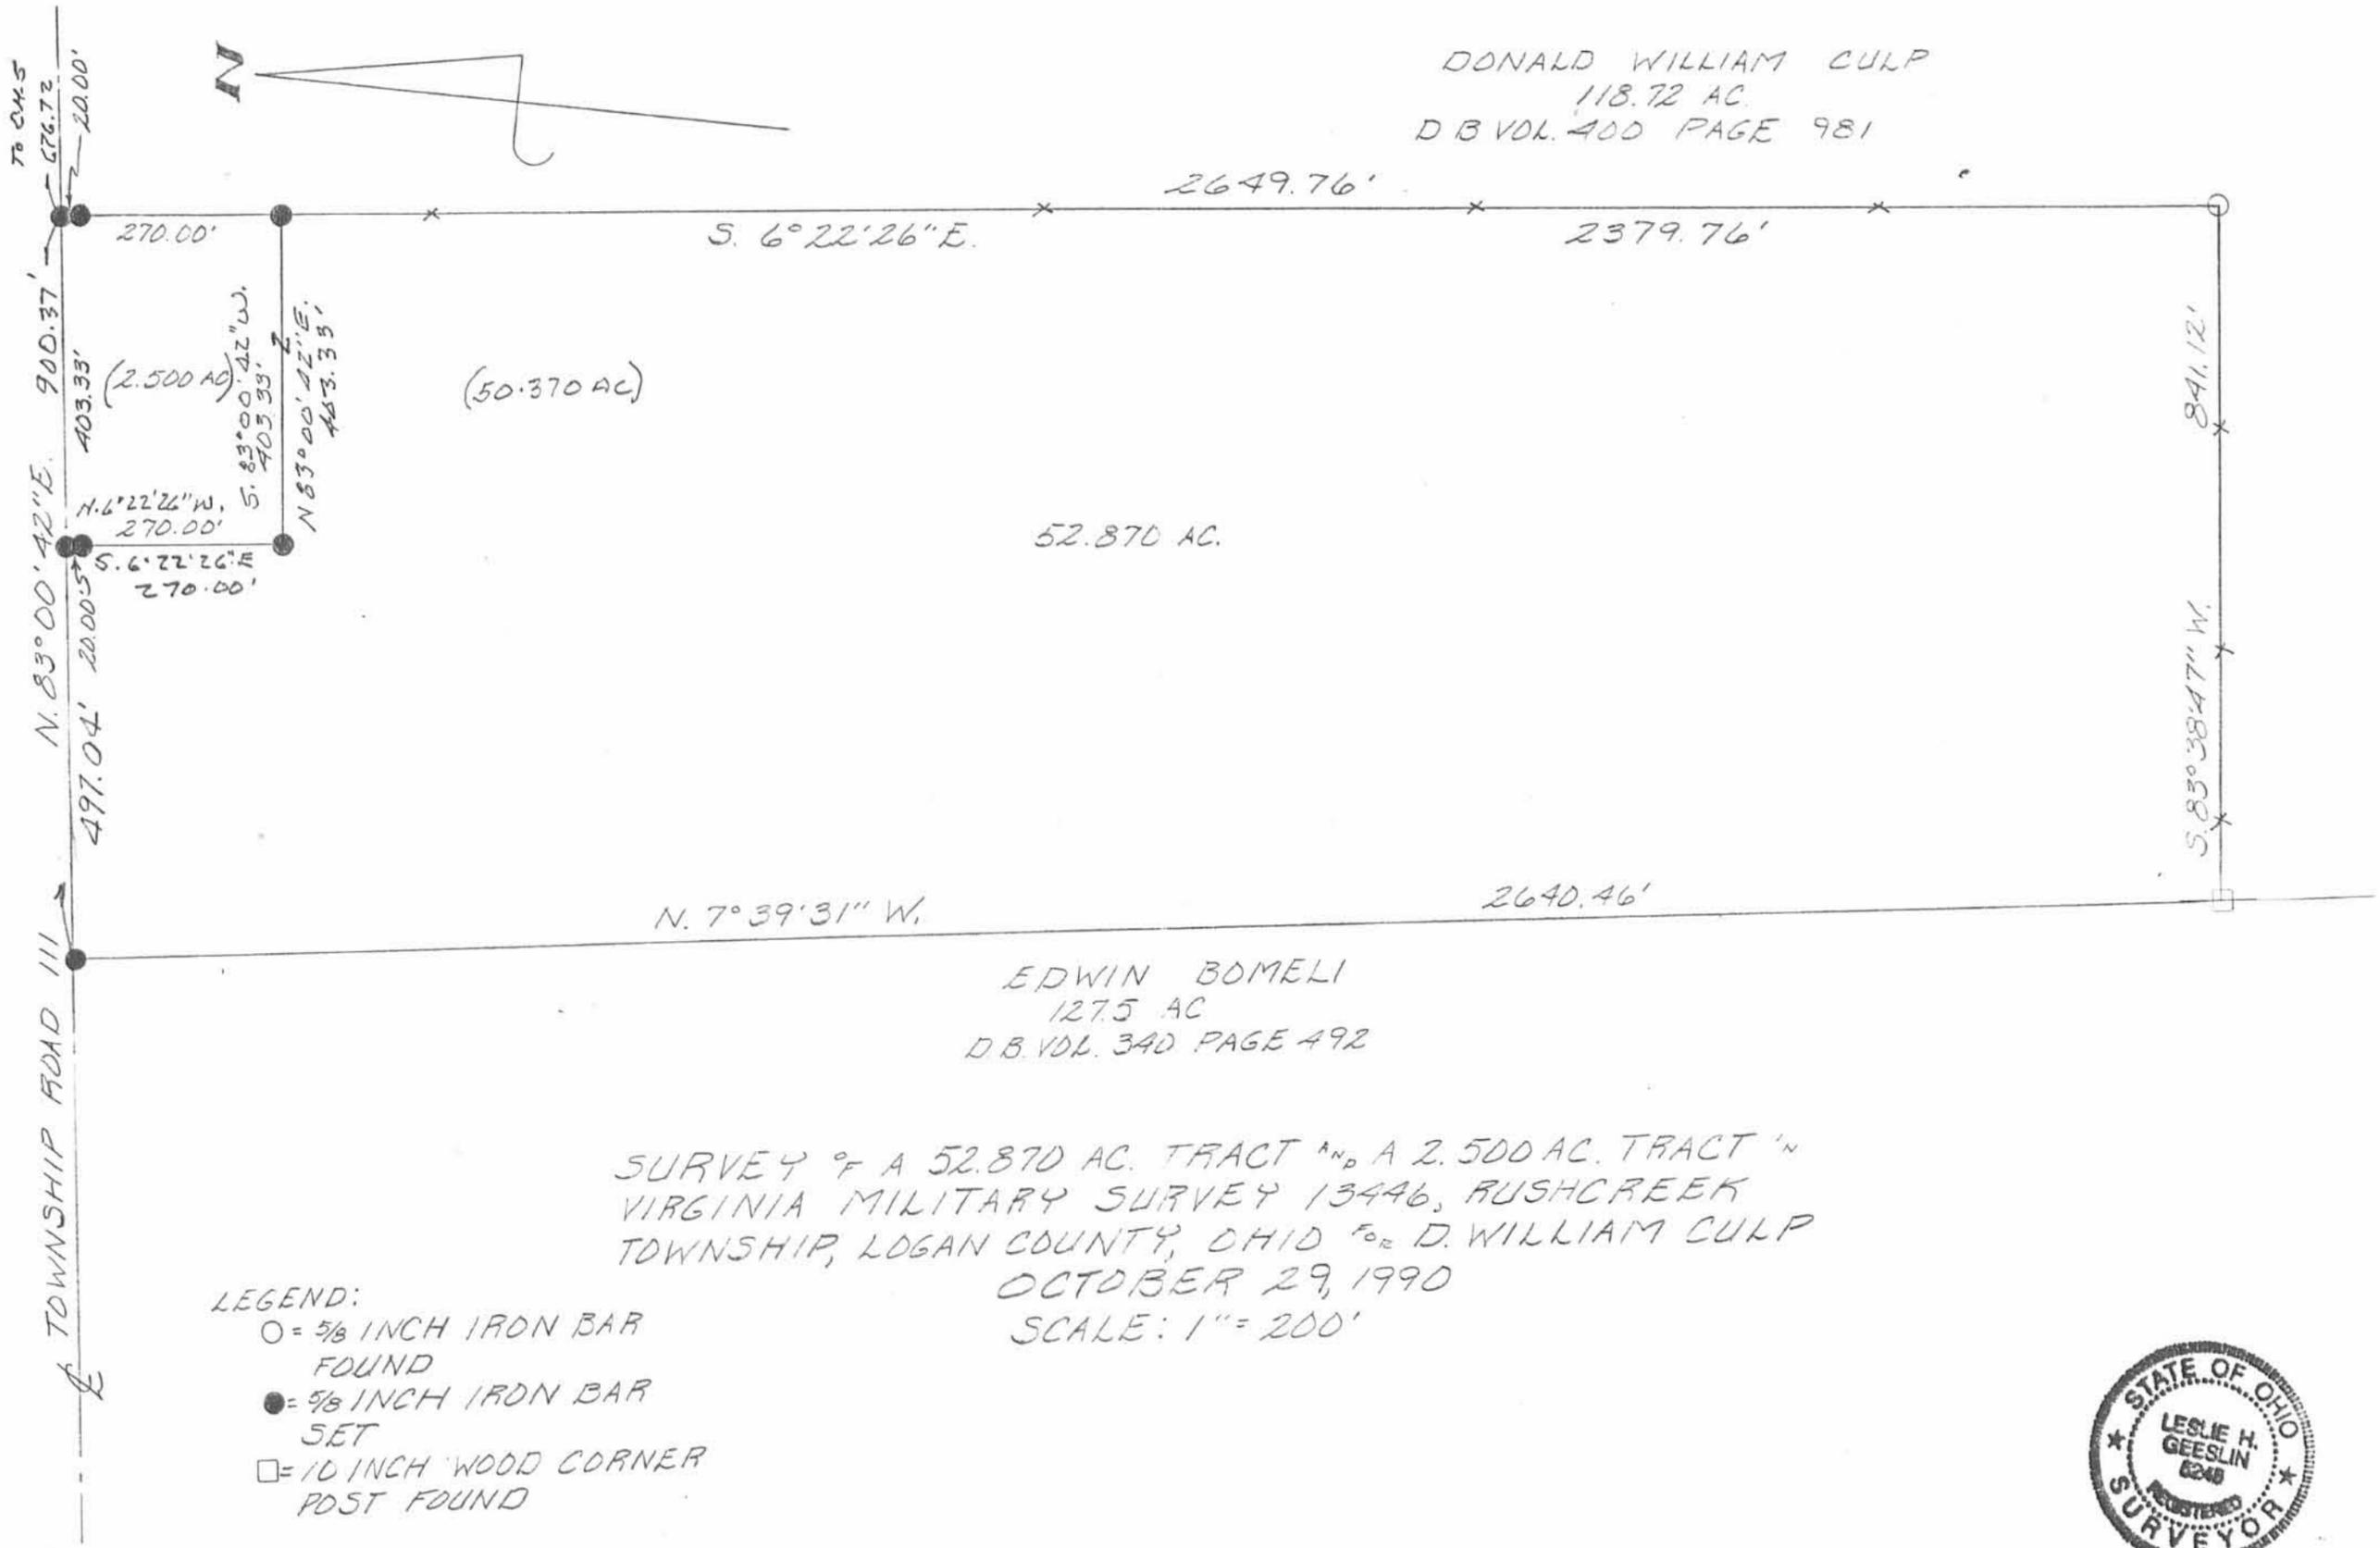 TO C.H.5
676.72
20.00'
N
DONALD WILLIAM CULP
118.72 AC.
D B VOL. 400 PAGE 981
2649.76'
270.00'
S. 6°22'26" E.
2379.76'
N. 83°00'42" E. 900.37'
403.33'
(2.500 AC)
S. 83°00'42" W.
403.33'
N 83°00'42" E.
(50.370 AC)
841.12'
S. 83°38'47" W.
N. 6°22'26" W.
270.00'
S. 6°22'26" E
270.00'
20.00'
497.04'
52.870 AC.
N. 7°39'31" W.
2640.46'
EDWIN BOMELI
127.5 AC
D.B. VOL. 340 PAGE 492
TOWNSHIP ROAD 111
SURVEY OF A 52.870 AC. TRACT AND A 2.500 AC. TRACT IN
VIRGINIA MILITARY SURVEY 13446, RUSHCREEK
TOWNSHIP, LOGAN COUNTY, OHIO FOR D. WILLIAM CULP
OCTOBER 29, 1990
SCALE: 1" = 200'
LEGEND:
○ = 5/8 INCH IRON BAR
FOUND
● = 5/8 INCH IRON BAR
SET
□ = 10 INCH WOOD CORNER
POST FOUND
STATE OF OHIO
LESLIE H.
GEESLIN
REGISTERED
SURVEYOR